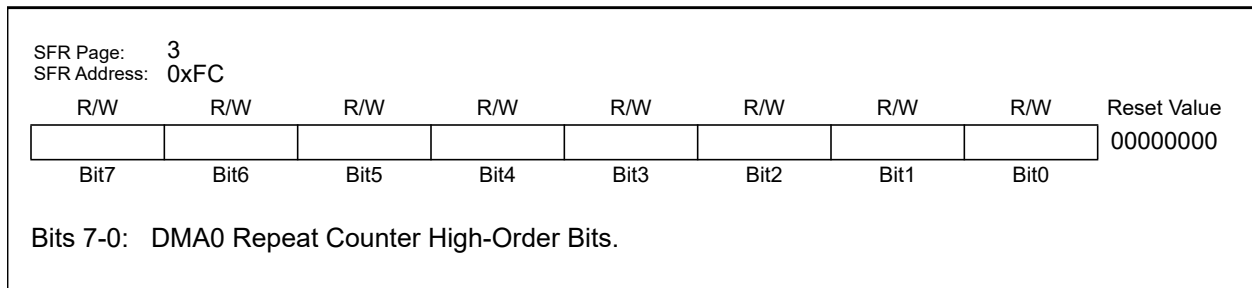 SFR Page: 3
SFR Address: 0xFC
R/W R/W R/W R/W R/W R/W R/W R/W Reset Value
00000000
Bit7 Bit6 Bit5 Bit4 Bit3 Bit2 Bit1 Bit0
Bits 7-0: DMA0 Repeat Counter High-Order Bits.